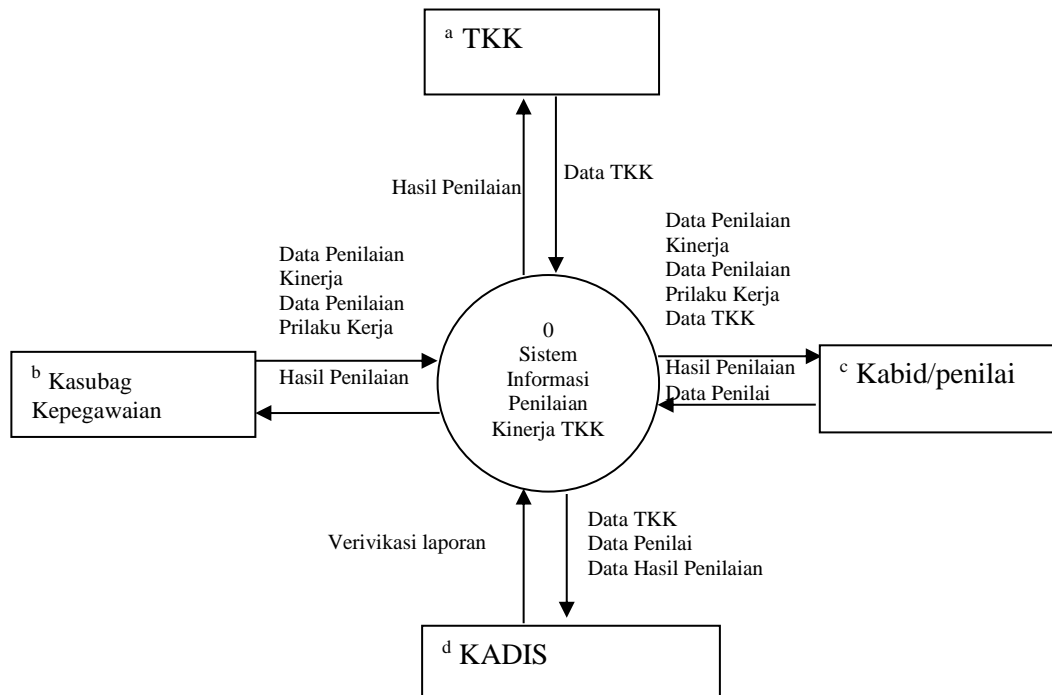 a TKK
Hasil Penilaian
Data TKK
Data Penilaian
Kinerja
Data Penilaian
Prilaku Kerja
Data Penilaian
Kinerja
Data Penilaian
Prilaku Kerja
Data TKK
b Kasubag
Kepegawaian
Hasil Penilaian
0
Sistem
Informasi
Penilaian
Kinerja TKK
Hasil Penilaian
Data Penilai
c Kabid/penilai
Verivikasi laporan
Data TKK
Data Penilai
Data Hasil Penilaian
d KADIS